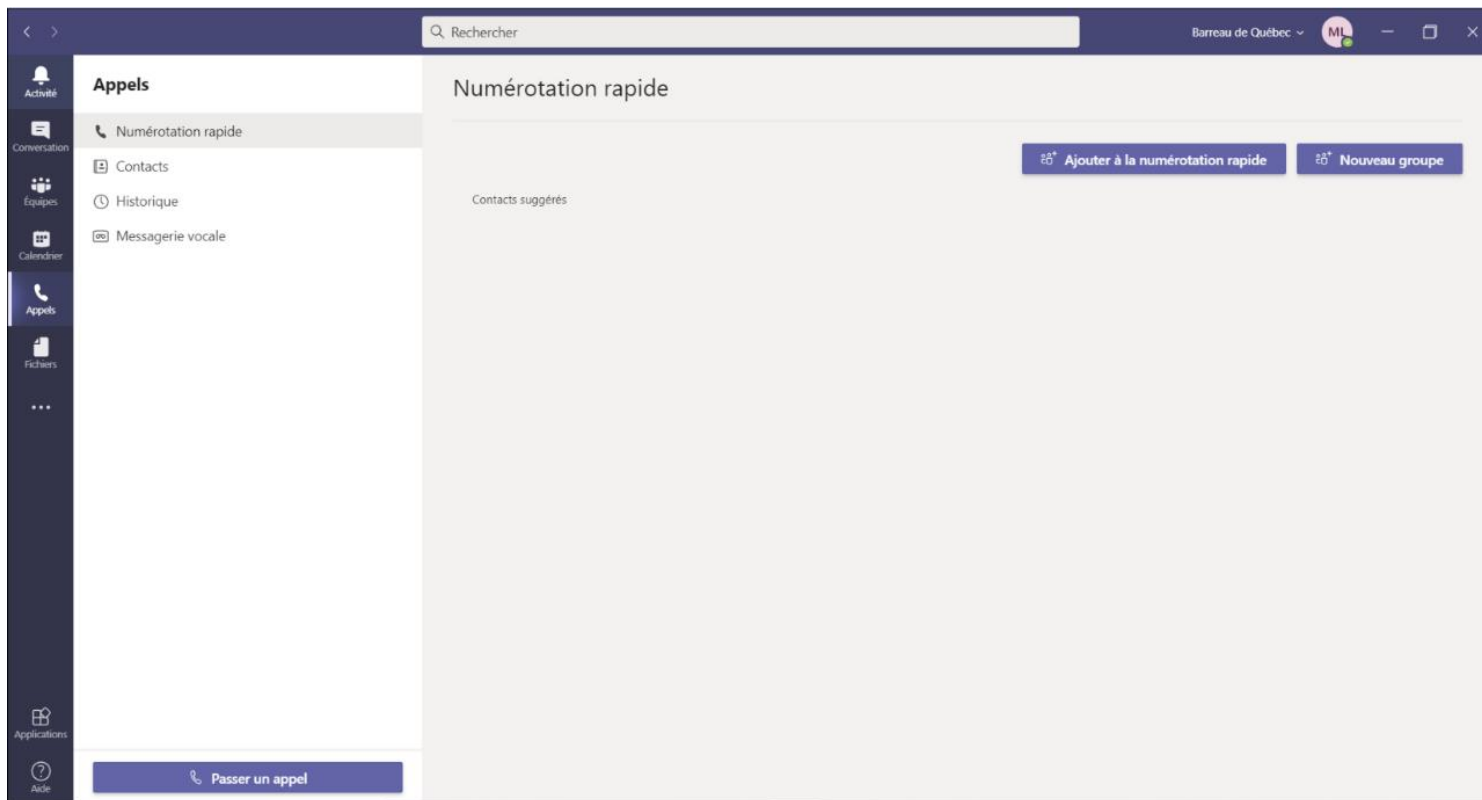 Rechercher
Barreau de Québec
ML
Activité
Conversation
Équipes
Calendrier
Appels
Fichiers
Applications
Aide
Appels
Numérotation rapide
Contacts
Historique
Messagerie vocale
Passer un appel
Numérotation rapide
Ajouter à la numérotation rapide
Nouveau groupe
Contacts suggérés